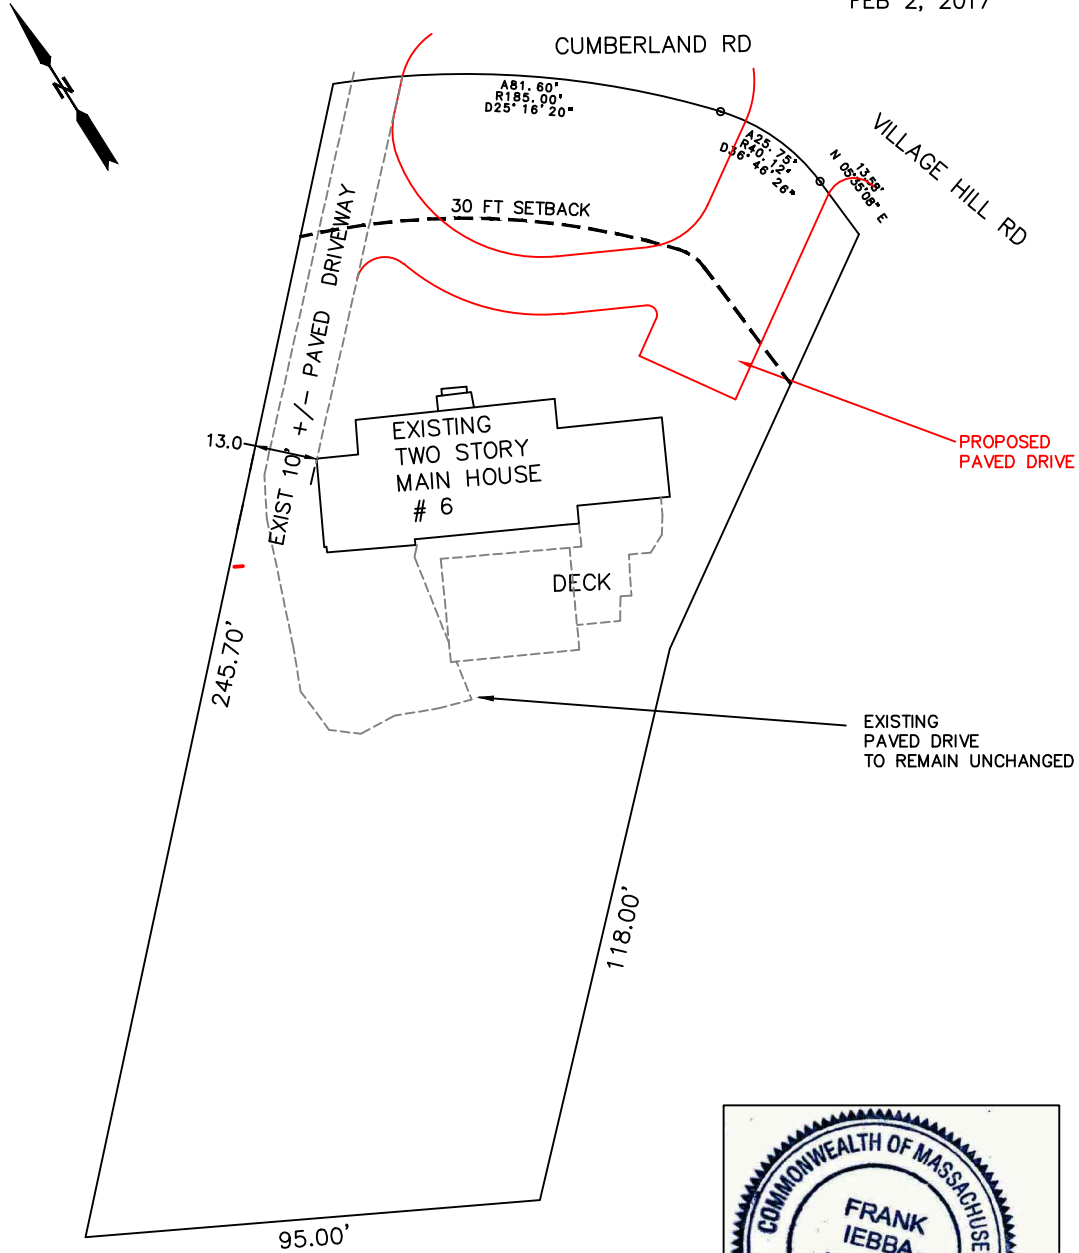 FEB 2, 2017
CUMBERLAND RD
A81.60'
R185.00'
D25°16'20"
N
A25.75'
R40.12'
D36°46'26"
13.58'
N 05°35'08" E
VILLAGE HILL RD
30 FT SETBACK
EXIST 10' +/- PAVED DRIVEWAY
13.0
EXISTING
TWO STORY
MAIN HOUSE
# 6
PROPOSED
PAVED DRIVE
DECK
245.70'
EXISTING
PAVED DRIVE
TO REMAIN UNCHANGED
118.00'
95.00'
COMMONWEALTH OF MASSACHUSE
FRANK
IEBBA